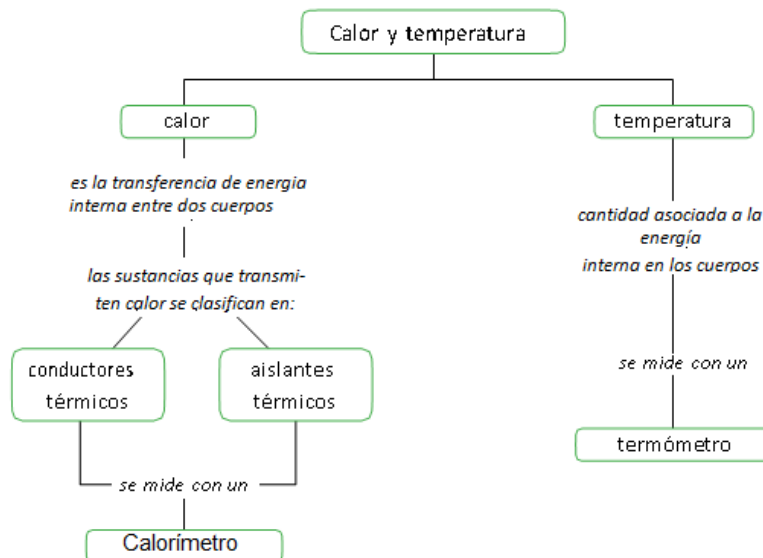 Calor y temperatura
calor
temperatura
es la transferencia de energia
interna entre dos cuerpos
cantidad asociada a la
energía
interna en los cuerpos
las sustancias que transmi-
ten calor se clasifican en:
conductores
térmicos
aislantes
térmicos
se mide con un
termómetro
se mide con un
Calorímetro